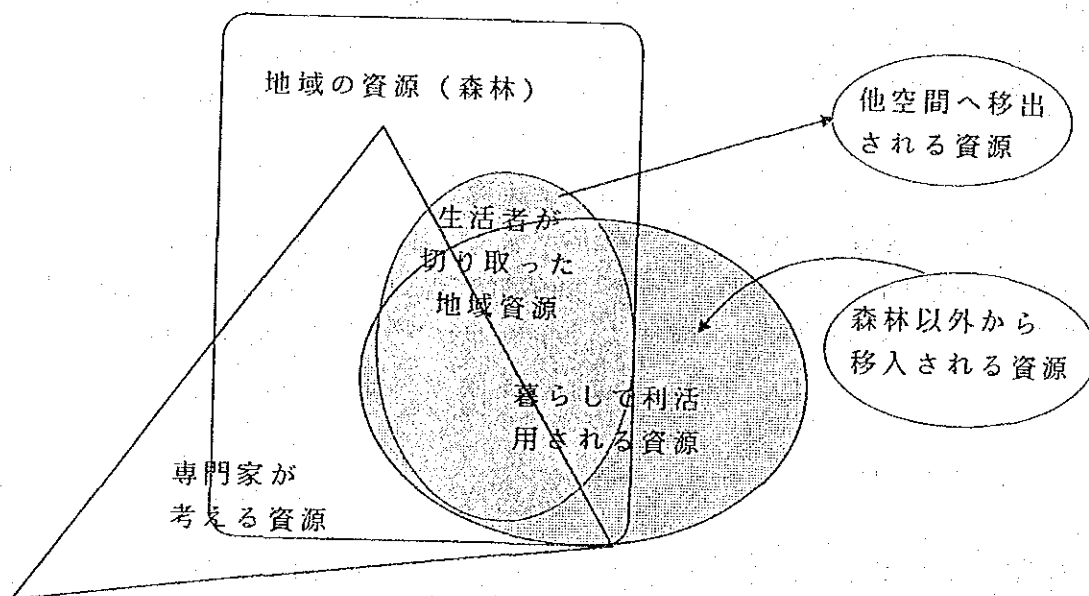 地域の資源(森林)
他空間へ移出
される資源
生活者が
切り取った
地域資源
森林以外から
移入される資源
暮らしで利活
用される資源
専門家が
考える資源